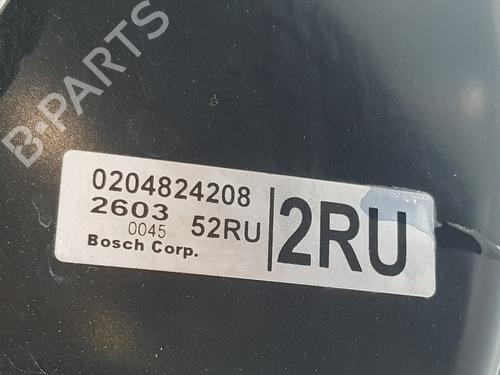 B-PARTS
0204824208
2603
0045 52RU
Bosch Corp.
2RU